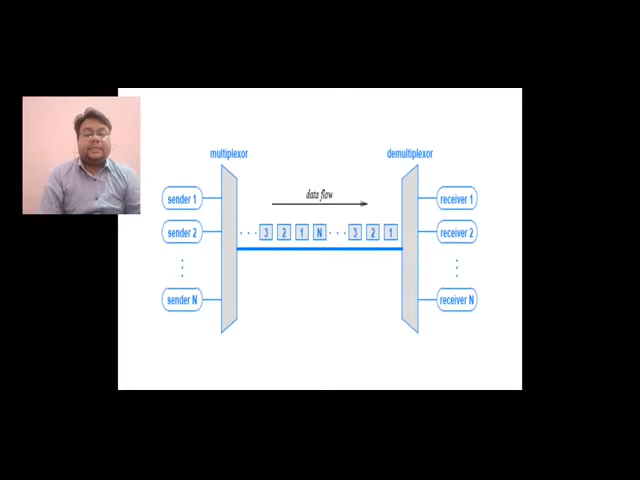 multiplexor
demultiplexor
data flow
sender 1
receiver 1
sender 2
· · · 3 2 1 N · · · 3 2 1
receiver 2
sender N
receiver N